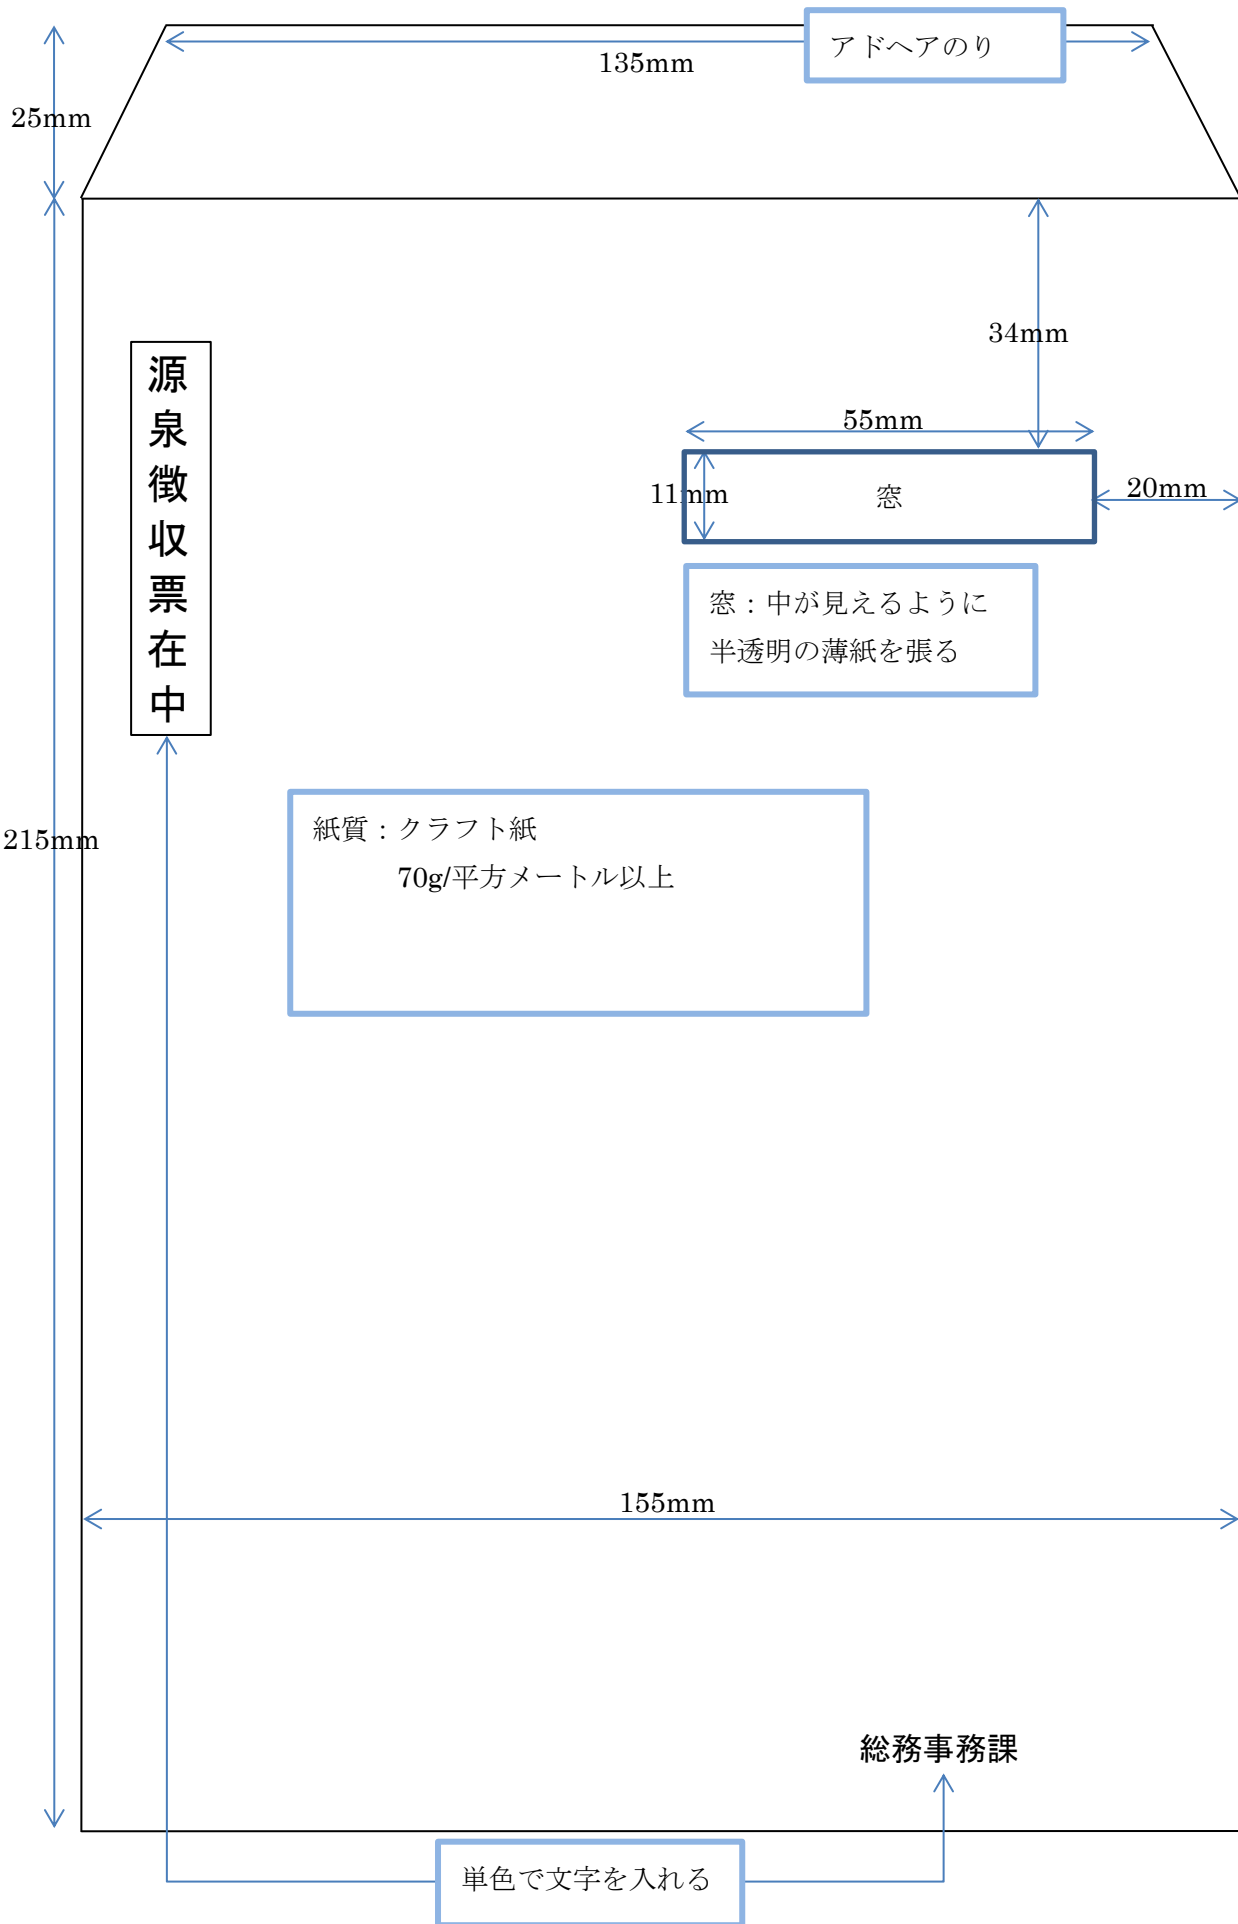 アドヘアのり
135mm
25mm
34mm
源泉徴収票在中
55mm
11mm
窓
20mm
窓：中が見えるように
半透明の薄紙を張る
紙質：クラフト紙
70g/平方メートル以上
215mm
155mm
総務事務課
単色で文字を入れる